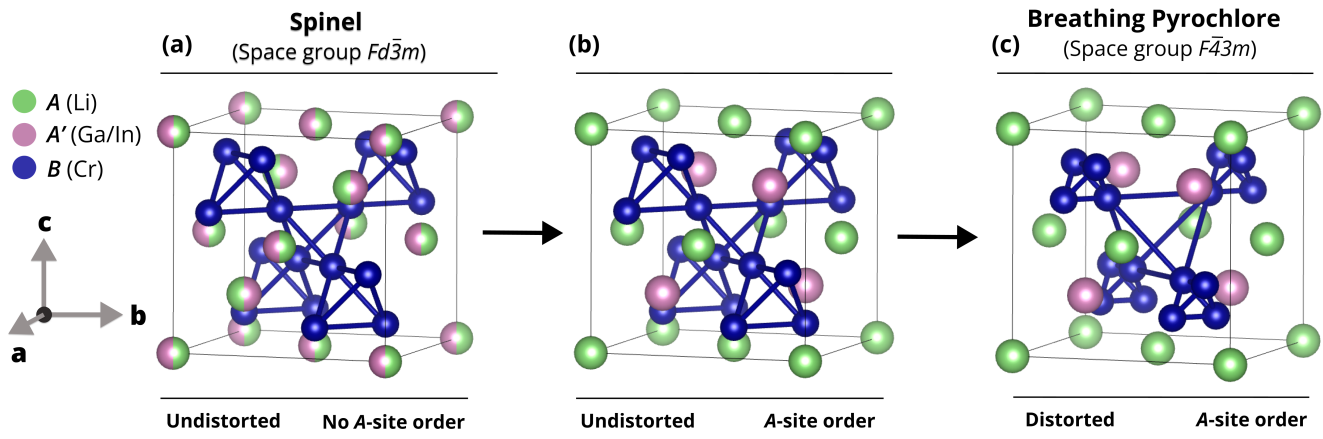 Spinel
(Space group Fd3̅m)
Breathing Pyrochlore
(Space group F4̅3m)
(a)
(b)
(c)
A (Li)
A′ (Ga/In)
B (Cr)
c
b
a
Undistorted No A-site order
Undistorted A-site order
Distorted A-site order